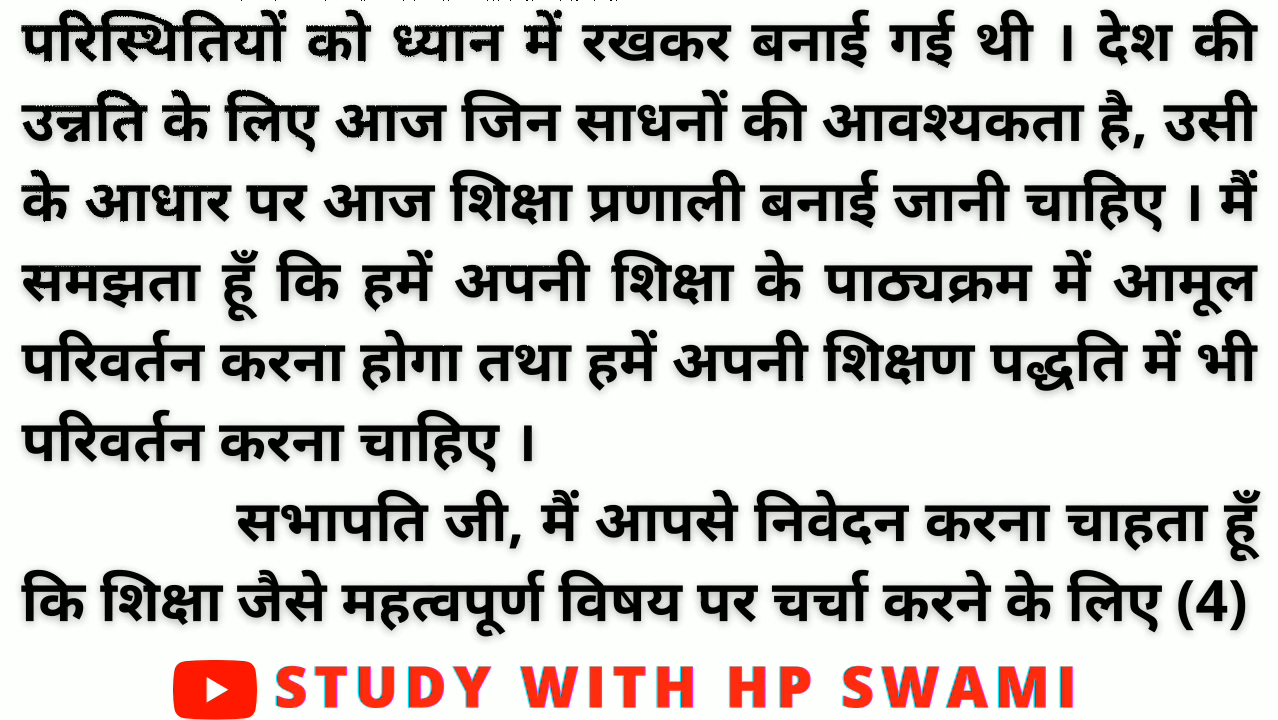 परिस्थितियों को ध्यान में रखकर बनाई गई थी । देश की
उन्नति के लिए आज जिन साधनों की आवश्यकता है, उसी
के आधार पर आज शिक्षा प्रणाली बनाई जानी चाहिए । मैं
समझता हूँ कि हमें अपनी शिक्षा के पाठ्यक्रम में आमूल
परिवर्तन करना होगा तथा हमें अपनी शिक्षण पद्धति में भी
परिवर्तन करना चाहिए ।
सभापति जी, मैं आपसे निवेदन करना चाहता हूँ
कि शिक्षा जैसे महत्वपूर्ण विषय पर चर्चा करने के लिए (4)
STUDY WITH HP SWAMI